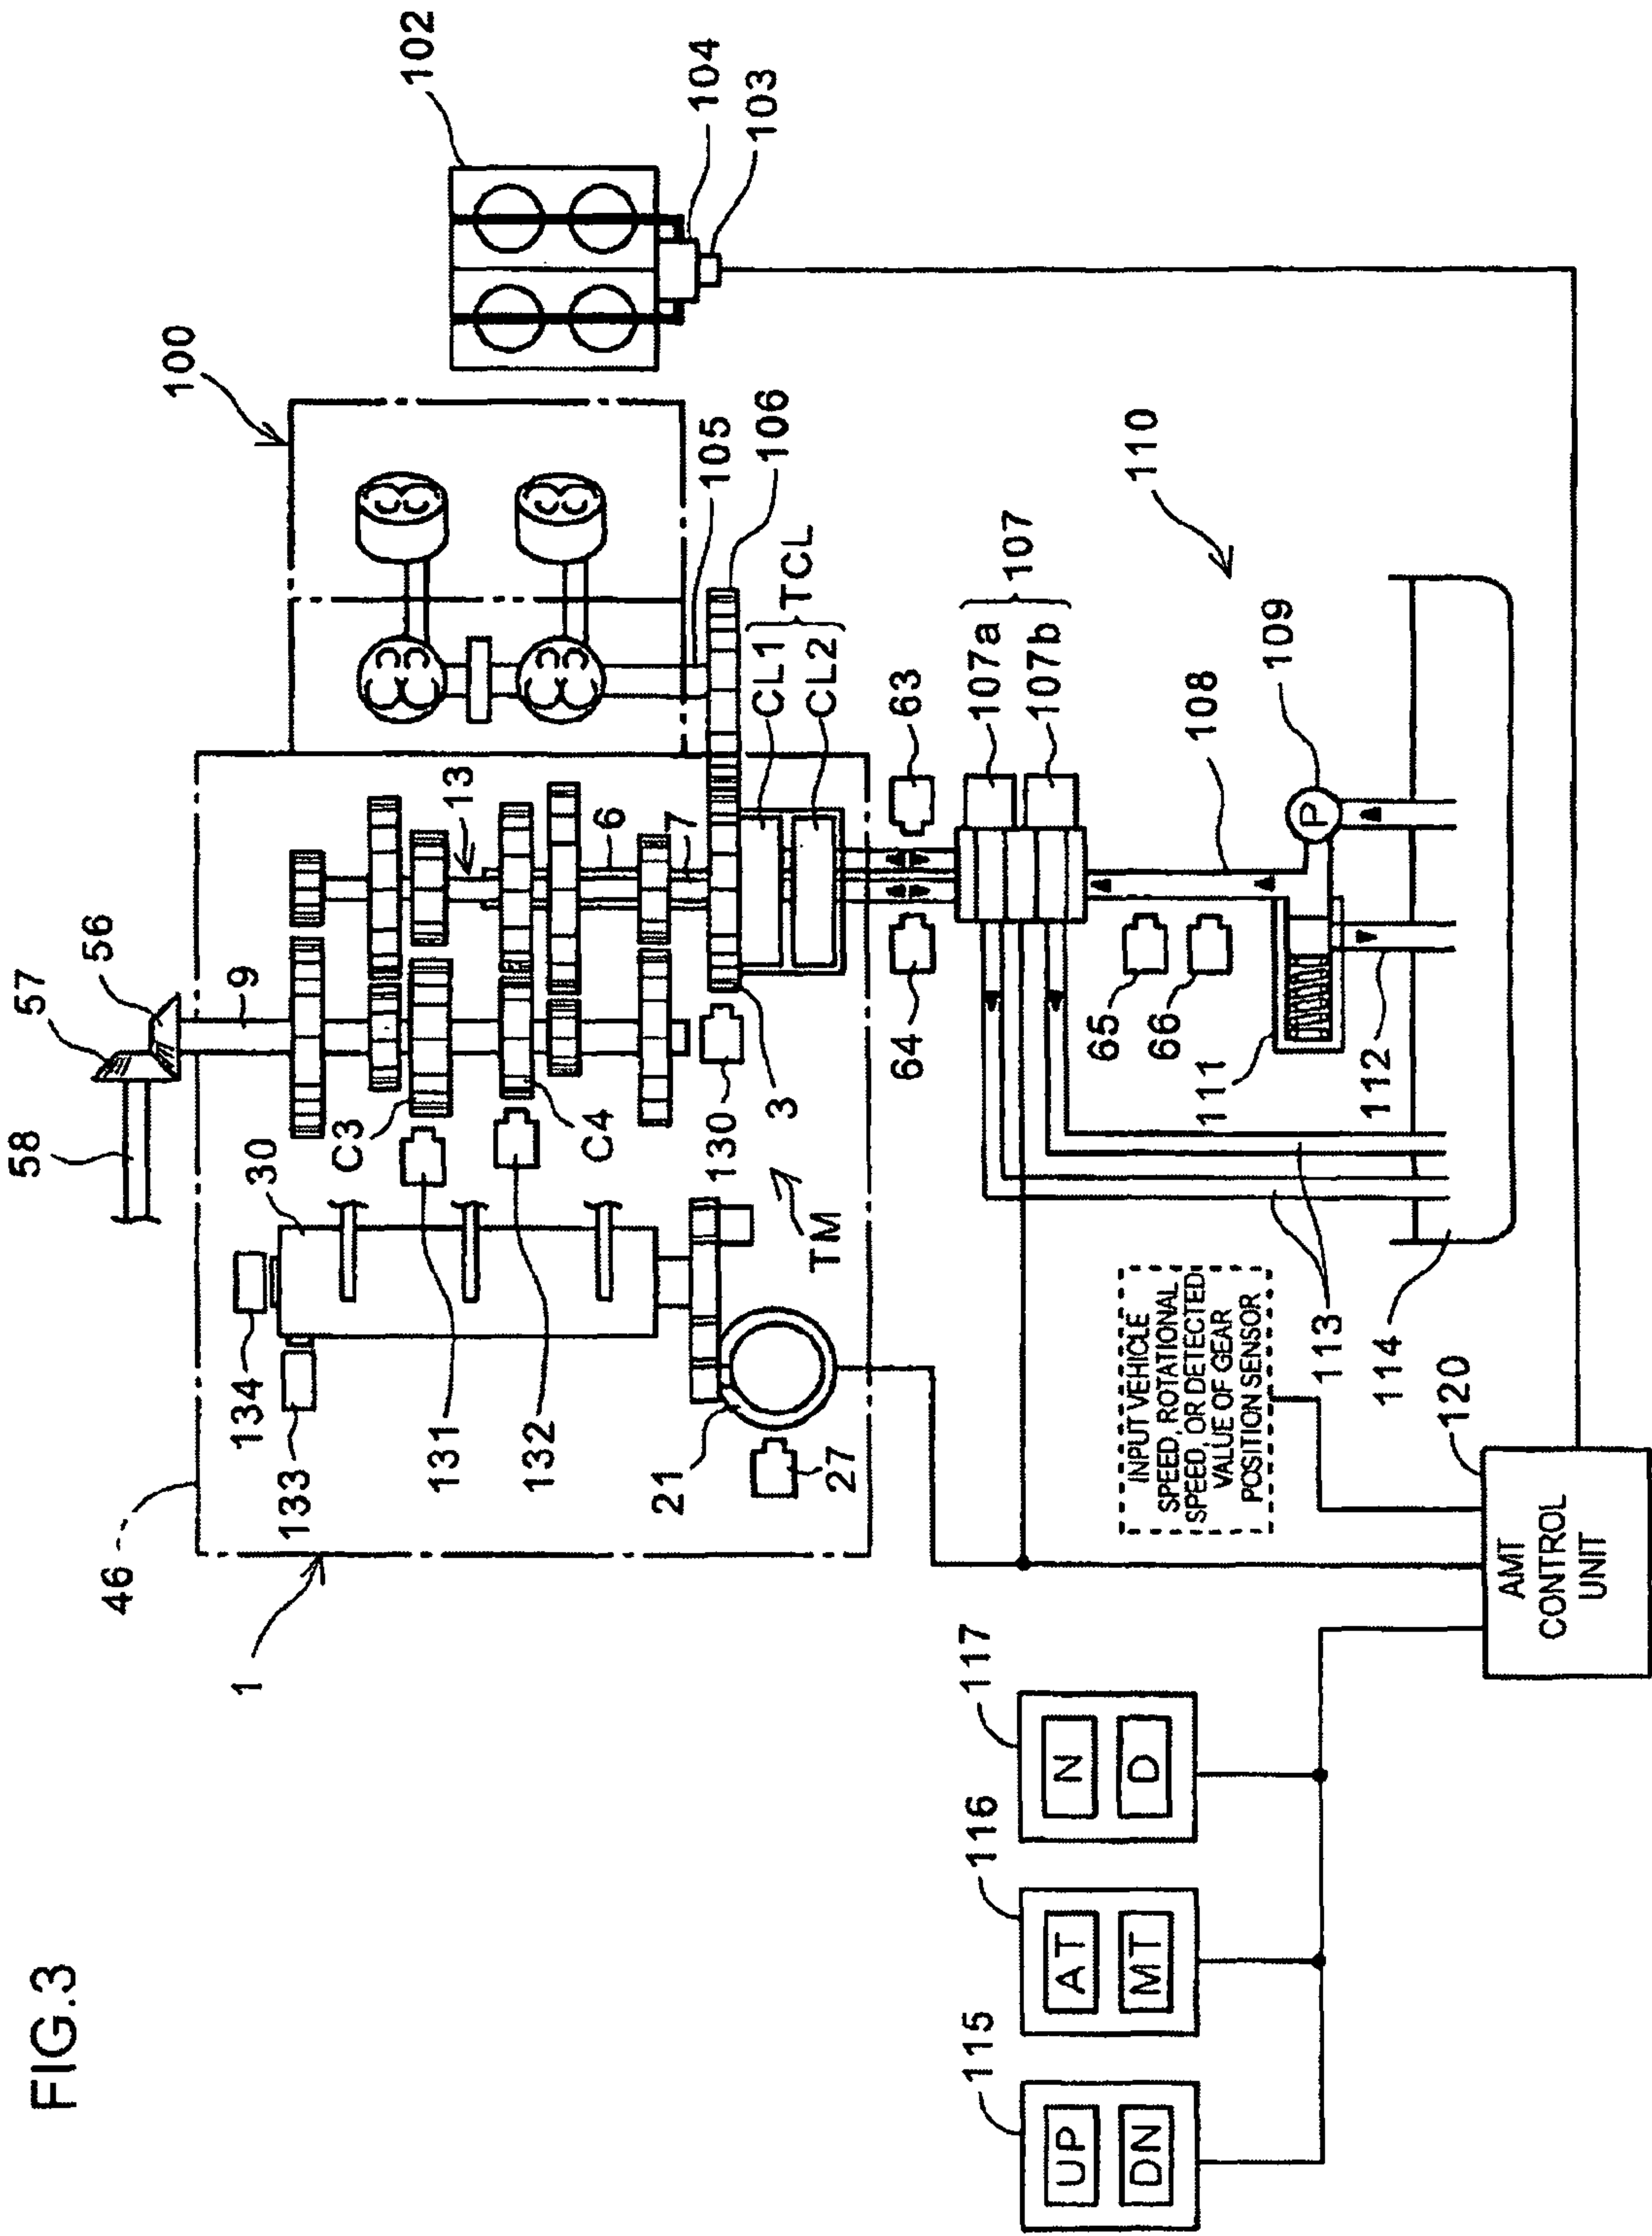 FIG.3
46
1
133
134
30
58
57
56
9
C3
131
132
C4
13
6
7
21
27
TM
130
3
100
102
104
103
105
106
TCL
CL1
CL2
63
64
107a
107b
107
110
65
66
108
109
P
111
112
113
114
INPUT VEHICLE
SPEED, ROTATIONAL
SPEED, OR DETECTED
VALUE OF GEAR
POSITION SENSOR
120
AMT
CONTROL
UNIT
115
UP
DN
116
AT
MT
117
N
D